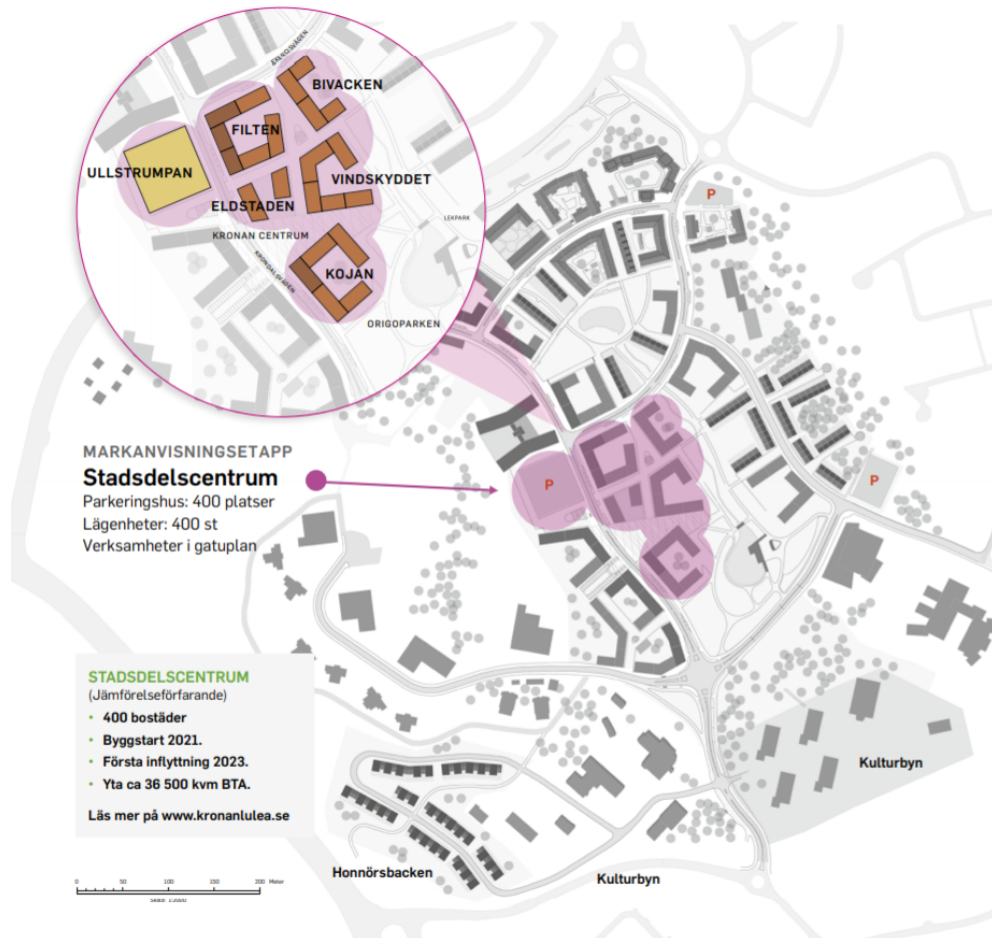 EXENOSVÄGEN
BIVACKEN
FILTEN
ULLSTRUMPAN
VINDSKYDDET
ELDSTADEN
LEKPARK
KRONAN CENTRUM
KRONDALSVÄGEN
KOJAN
ORIGOPARKEN
P
MARKANVISNINGSETAPP
Stadsdelscentrum
Parkeringshus: 400 platser
Lägenheter: 400 st
Verksamheter i gatuplan
P
P
STADSDELSCENTRUM
(Jämförelseförfarande)
• 400 bostäder
• Byggstart 2021.
• Första inflyttning 2023.
• Yta ca 36 500 kvm BTA.
Läs mer på www.kronanlulea.se
Kulturbyn
Honnörsbacken
Kulturbyn
0 50 100 150 200 Meter